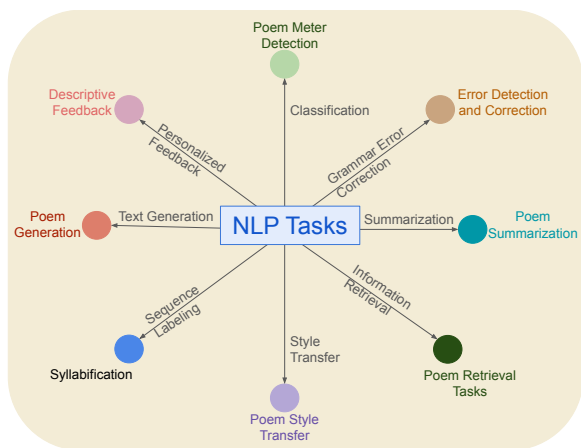 Poem Meter
Detection
Descriptive
Feedback
Error Detection
and Correction
Classification
Personalized
Feedback
Grammar Error
Correction
Poem
Generation
Text Generation
NLP Tasks
Summarization
Poem
Summarization
Sequence
Labeling
Information
Retrieval
Style
Transfer
Syllabification
Poem Retrieval
Tasks
Poem Style
Transfer